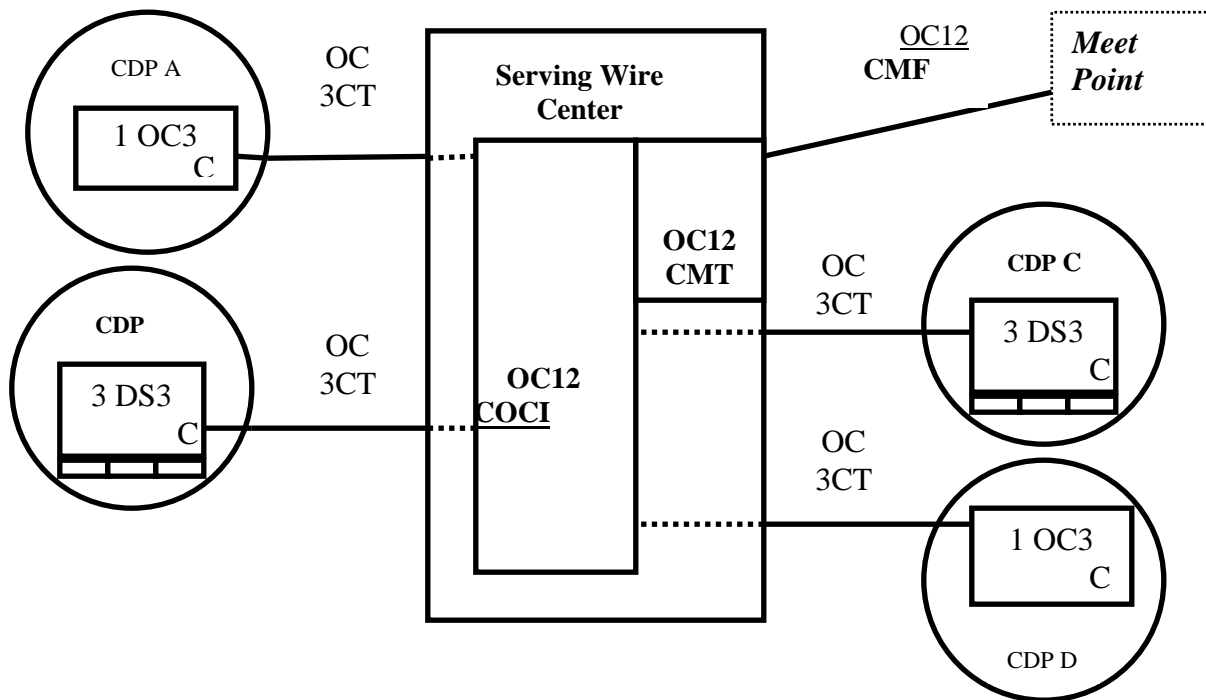 CDP A
1 OC3
C
OC
3CT
CDP
3 DS3
C
OC
3CT
Serving Wire
Center
OC12
COCI
OC12
CMT
OC12
CMF
Meet
Point
OC
3CT
CDP C
3 DS3
C
OC
3CT
1 OC3
C
CDP D